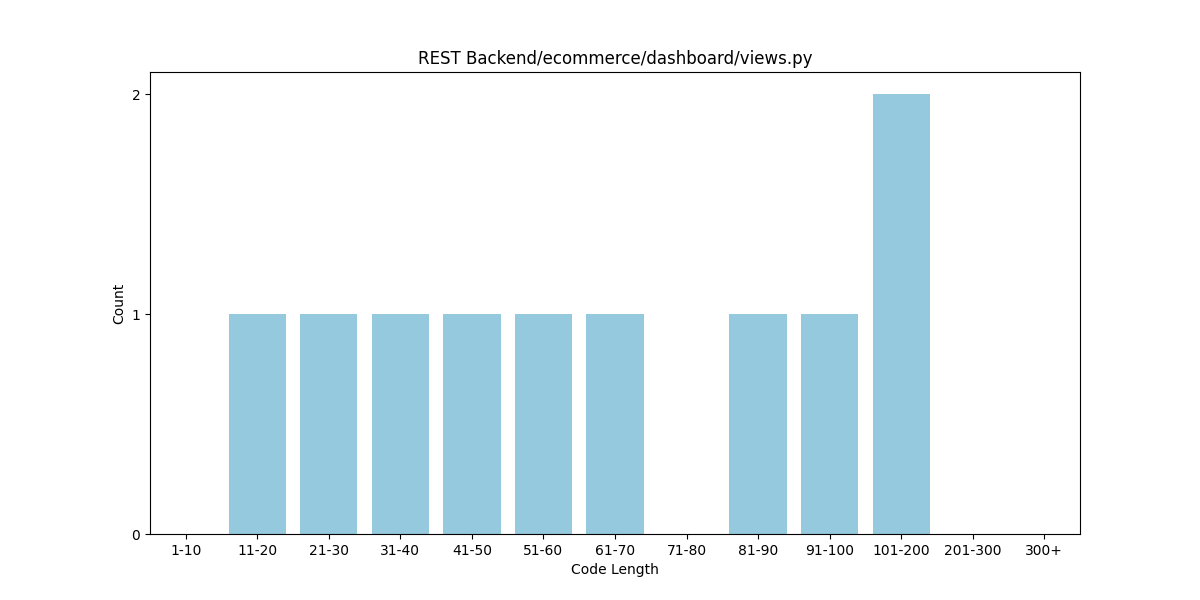 REST Backend/ecommerce/dashboard/views.py
Count
2
1
0
1-10 11-20 21-30 31-40 41-50 51-60 61-70 71-80 81-90 91-100 101-200 201-300 300+
Code Length